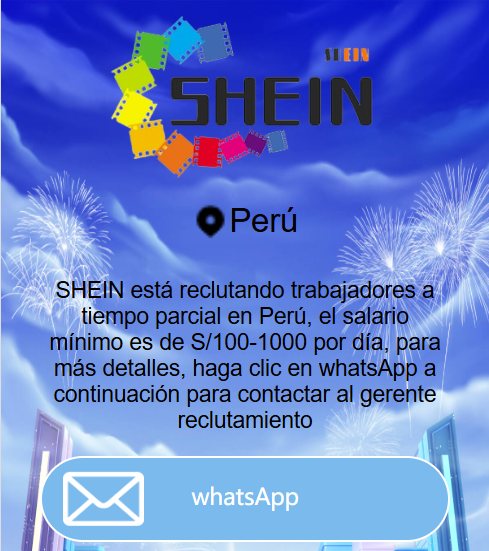 SHEIN
SHEIN
Perú
SHEIN está reclutando trabajadores a
tiempo parcial en Perú, el salario
mínimo es de S/100-1000 por día, para
más detalles, haga clic en whatsApp a
continuación para contactar al gerente
reclutamiento
whatsApp